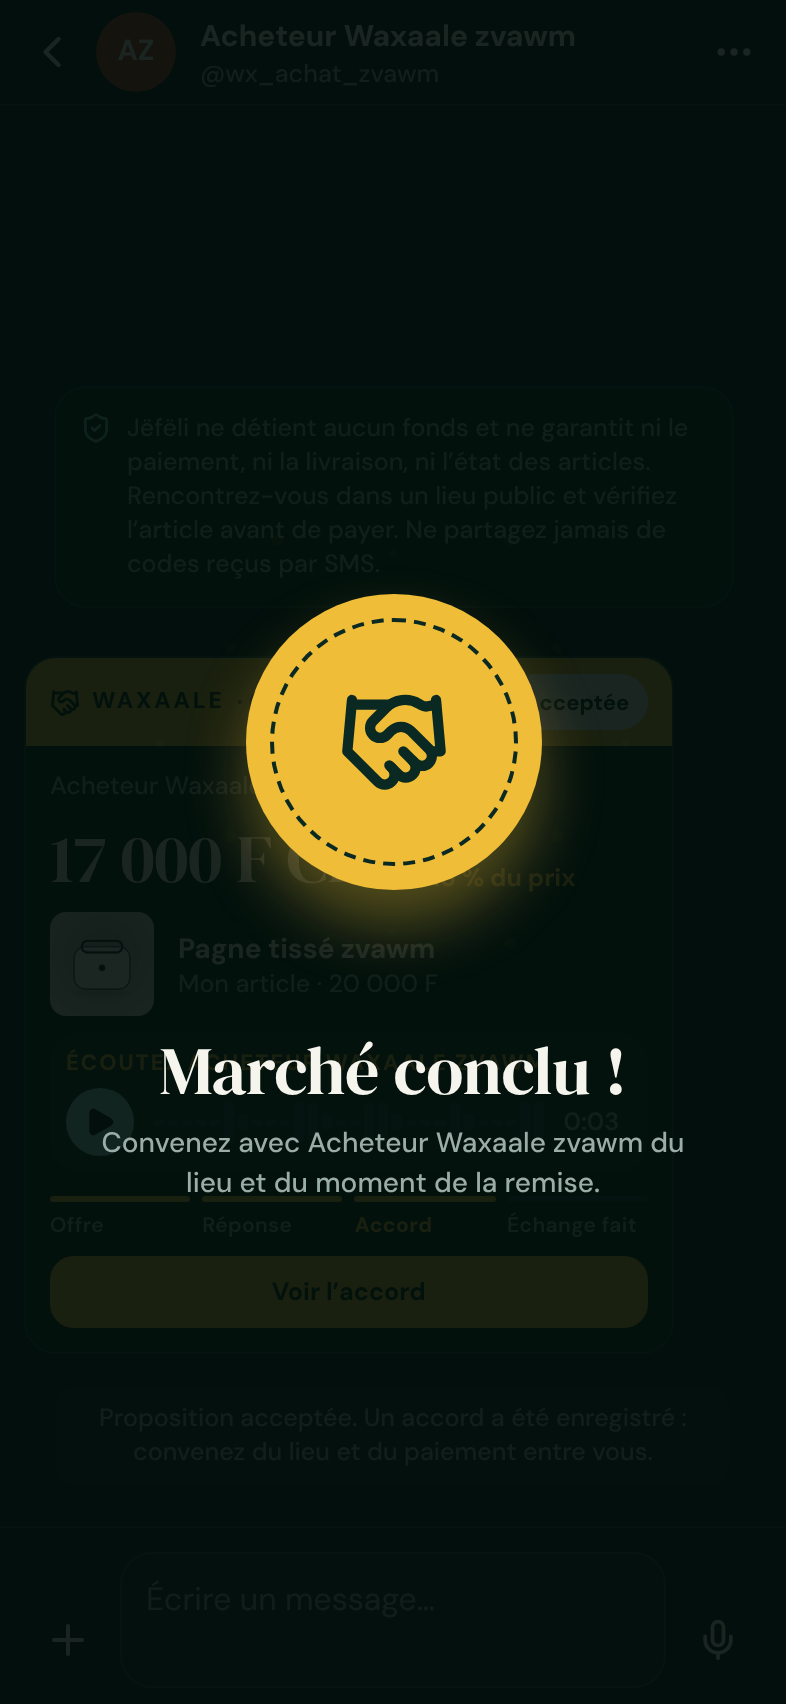 AZ
Acheteur Waxaale zvawm
@wx_achat_zvawm
Jëfëli ne détient aucun fonds et ne garantit ni le
paiement, ni la livraison, ni l’état des articles.
Rencontrez-vous dans un lieu public et vérifiez
l’article avant de payer. Ne partagez jamais de
codes reçus par SMS.
WAXAALE ·
cceptée
Acheteur Waxaal
17 000 F
% du prix
Pagne tissé zvawm
Mon article · 20 000 F
Marché conclu !
0:03
Convenez avec Acheteur Waxaale zvawm du
lieu et du moment de la remise.
Offre
Réponse
Accord
Échange fait
Voir l’accord
Proposition acceptée. Un accord a été enregistré :
convenez du lieu et du paiement entre vous.
Écrire un message…